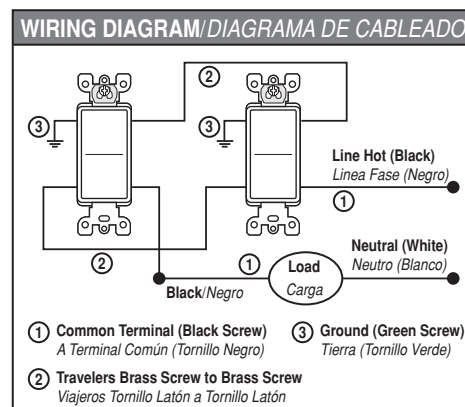 WIRING DIAGRAM/DIAGRAMA DE CABLEADO
2
3
3
Line Hot (Black)
Linea Fase (Negro)
1
2
1
Black/Negro
Load
Carga
Neutral (White)
Neutro (Blanco)
1 Common Terminal (Black Screw)
A Terminal Común (Tornillo Negro)
3 Ground (Green Screw)
Tierra (Tornillo Verde)
2 Travelers Brass Screw to Brass Screw
Viajeros Tornillo Latón a Tornillo Latón